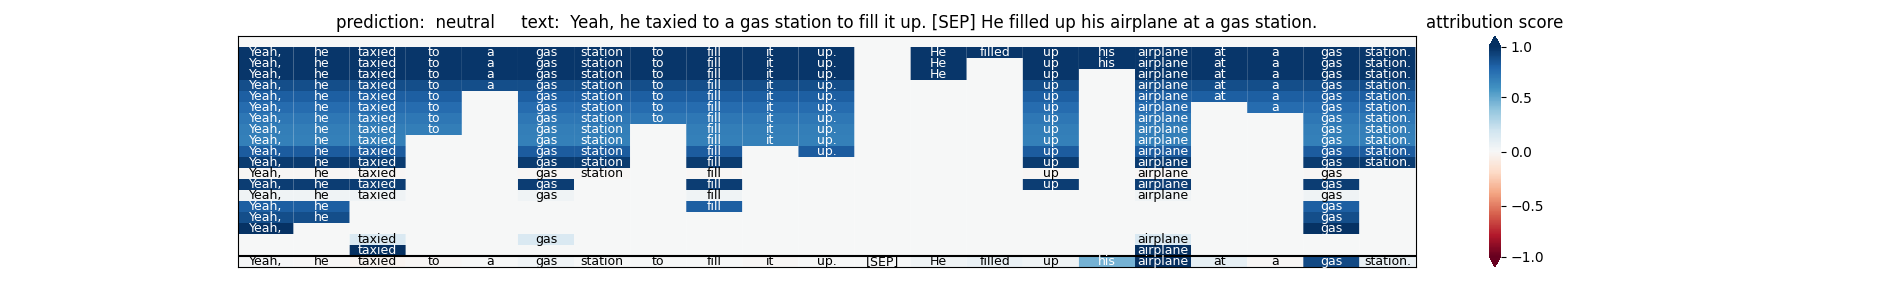 prediction: neutral text: Yeah, he taxied to a gas station to fill it up. [SEP] He filled up his airplane at a gas station.
attribution score
Yeah, he taxied to a gas station to fill it up. He filled up his airplane at a gas station.
Yeah, he taxied to a gas station to fill it up. He up his airplane at a gas station.
Yeah, he taxied to a gas station to fill it up. He up airplane at a gas station.
Yeah, he taxied to a gas station to fill it up. up airplane at a gas station.
Yeah, he taxied to gas station to fill it up. up airplane at a gas station.
Yeah, he taxied to gas station to fill it up. up airplane a gas station.
Yeah, he taxied to gas station to fill it up. up airplane gas station.
Yeah, he taxied to gas station fill it up. up airplane gas station.
Yeah, he taxied gas station fill it up. up airplane gas station.
Yeah, he taxied gas station fill up. up airplane gas station.
Yeah, he taxied gas station fill up airplane gas station.
Yeah, he taxied gas station fill up airplane gas
Yeah, he taxied gas fill up airplane gas
Yeah, he taxied gas fill airplane gas
Yeah, he fill gas
Yeah, he gas
Yeah, gas
taxied gas airplane
taxied airplane
Yeah, he taxied to a gas station to fill it up. [SEP] He filled up his airplane at a gas station.
1.0
0.5
0.0
−0.5
−1.0